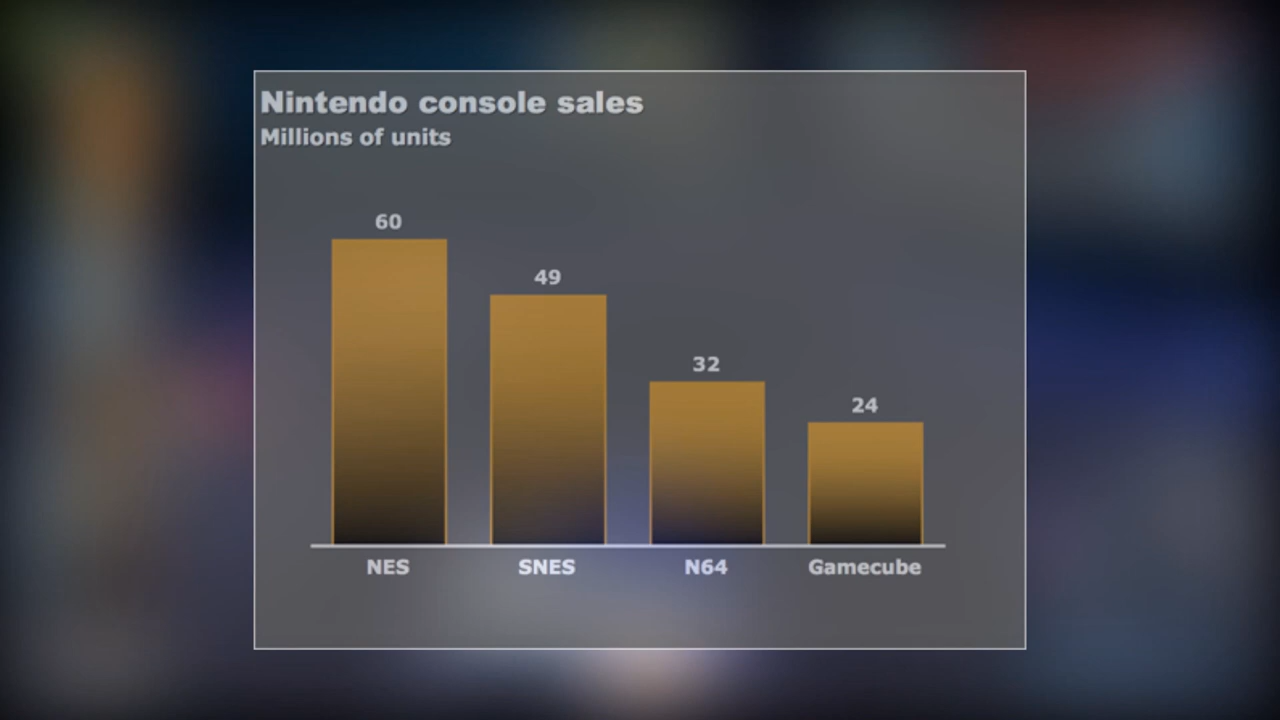 Nintendo console sales
Millions of units
60
49
32
24
NES SNES N64 Gamecube